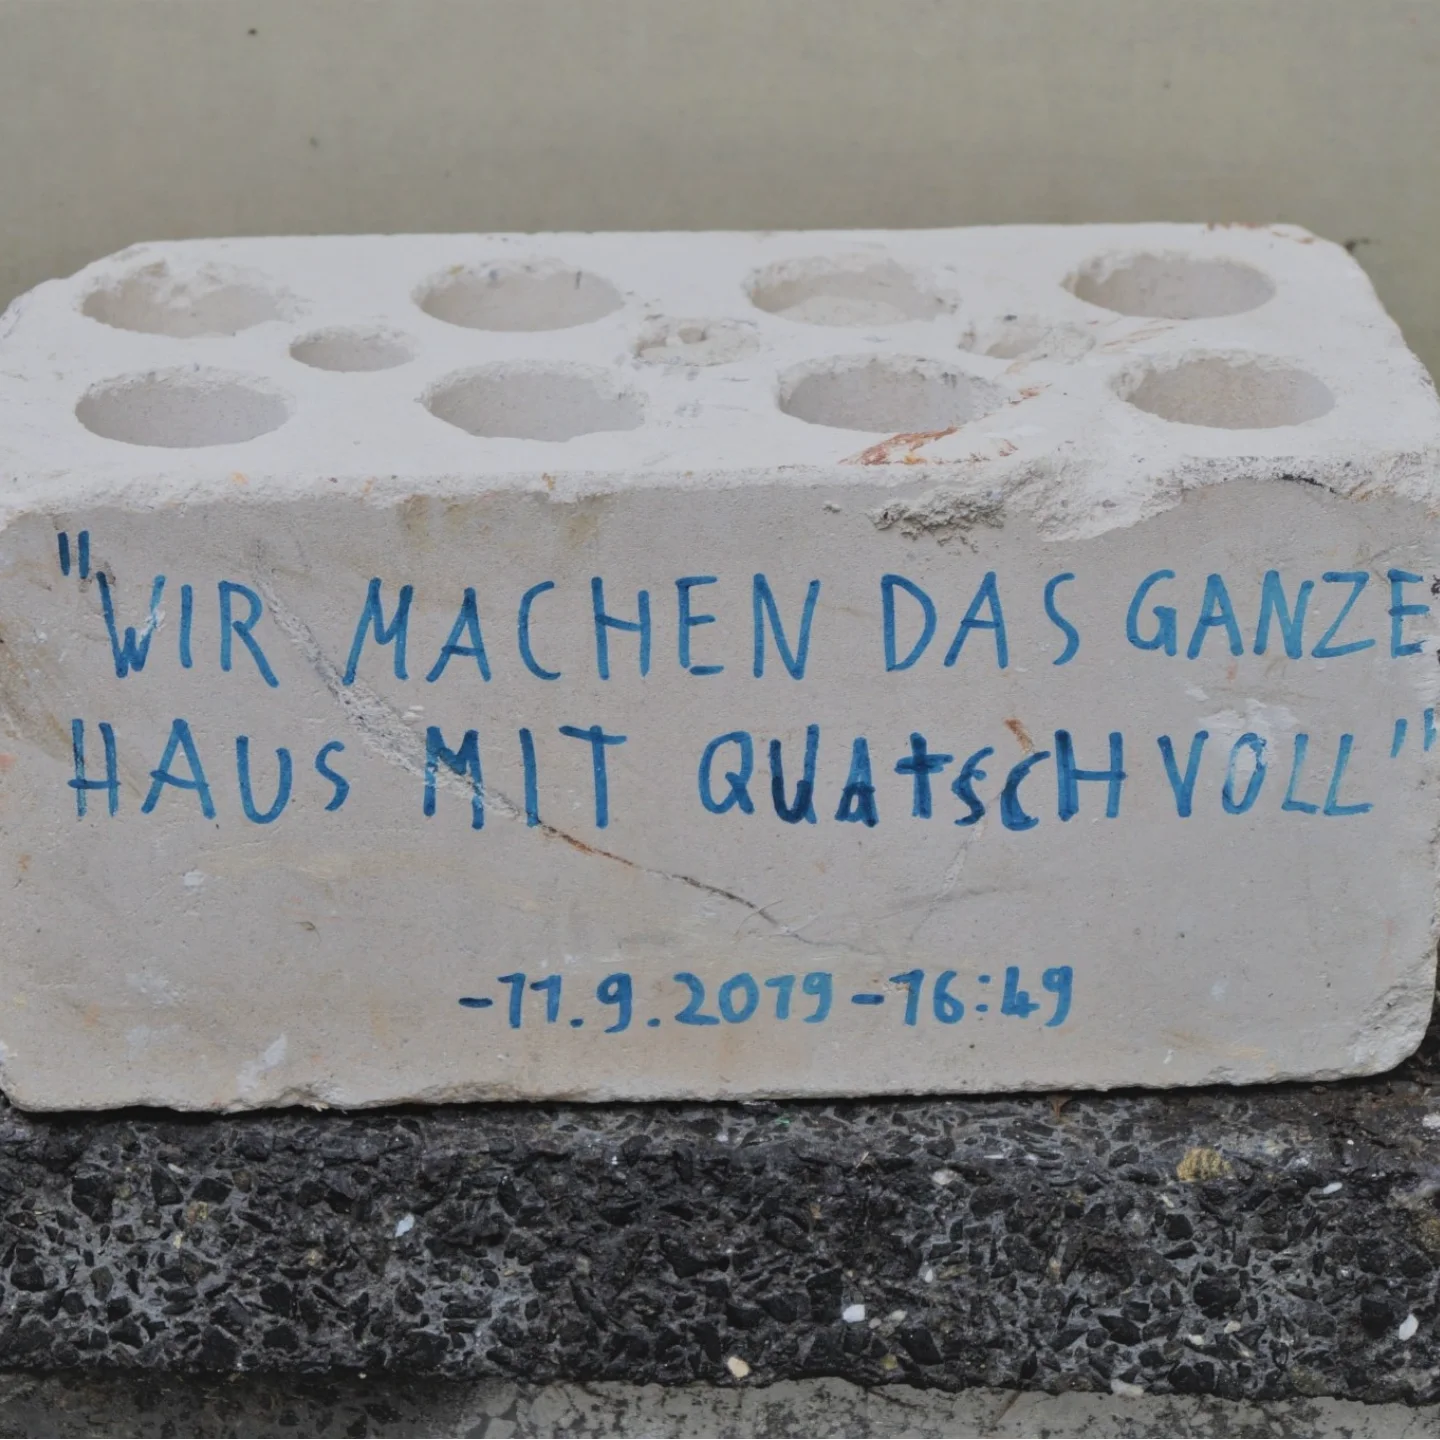 "WIR MACHEN DAS GANZE
HAUS MIT QUAtSCH VOLL"
-11.9.2019-16:49